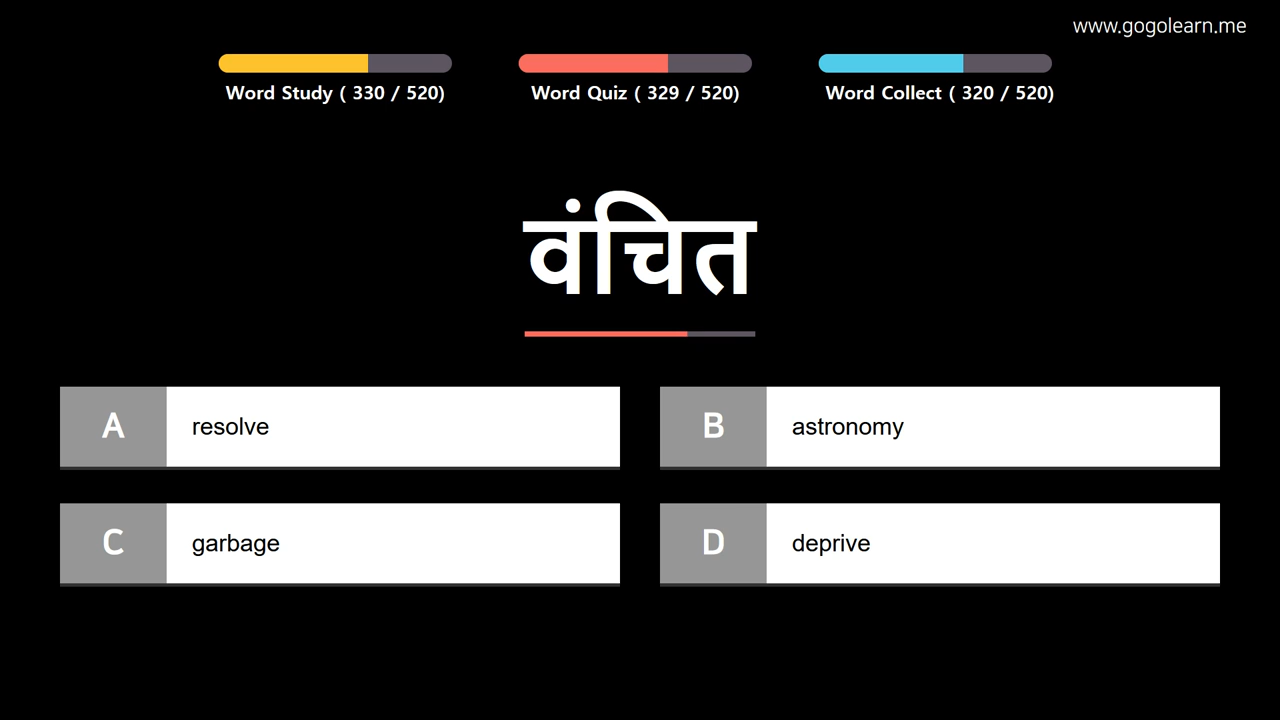 www.gogolearn.me
Word Study ( 330 / 520)
Word Quiz ( 329 / 520)
Word Collect ( 320 / 520)
वंचित
A resolve
B astronomy
C garbage
D deprive